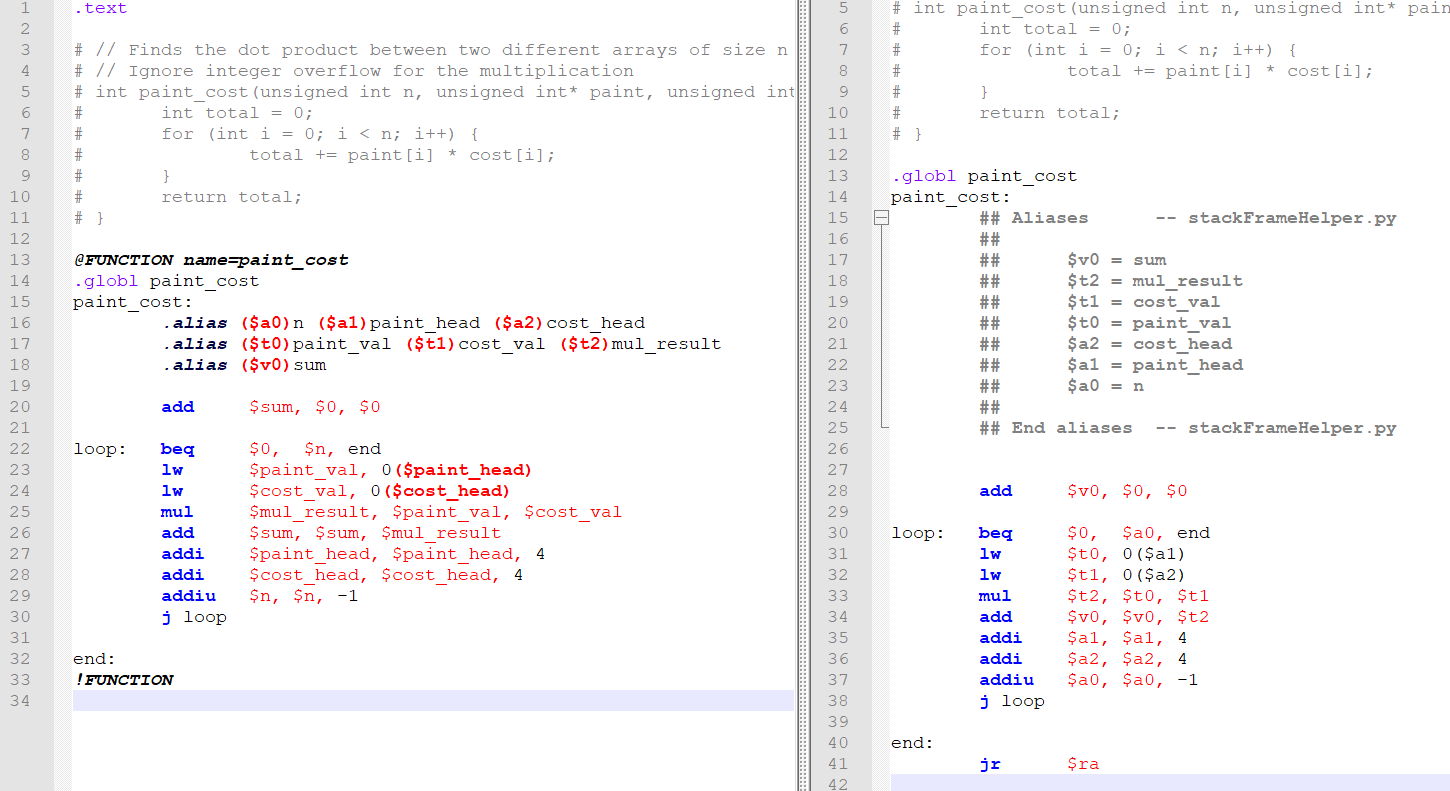 1 .text
2
3 # // Finds the dot product between two different arrays of size n
4 # // Ignore integer overflow for the multiplication
5 # int paint_cost(unsigned int n, unsigned int* paint, unsigned int
6 #       int total = 0;
7 #       for (int i = 0; i < n; i++) {
8 #               total += paint[i] * cost[i];
9 #       }
10 #       return total;
11 # }
12
13 @FUNCTION name=paint_cost
14 .globl paint_cost
15 paint_cost:
16         .alias ($a0)n ($a1)paint_head ($a2)cost_head
17         .alias ($t0)paint_val ($t1)cost_val ($t2)mul_result
18         .alias ($v0)sum
19
20         add     $sum, $0, $0
21
22 loop:   beq     $0,  $n, end
23         lw      $paint_val, 0($paint_head)
24         lw      $cost_val, 0($cost_head)
25         mul     $mul_result, $paint_val, $cost_val
26         add     $sum, $sum, $mul_result
27         addi    $paint_head, $paint_head, 4
28         addi    $cost_head, $cost_head, 4
29         addiu   $n, $n, -1
30         j loop
31
32 end:
33 !FUNCTION
34
5 # int paint_cost(unsigned int n, unsigned int* pain
6 #       int total = 0;
7 #       for (int i = 0; i < n; i++) {
8 #               total += paint[i] * cost[i];
9 #       }
10 #       return total;
11 # }
12
13 .globl paint_cost
14 paint_cost:
15         ## Aliases      -- stackFrameHelper.py
16         ##
17         ##      $v0 = sum
18         ##      $t2 = mul_result
19         ##      $t1 = cost_val
20         ##      $t0 = paint_val
21         ##      $a2 = cost_head
22         ##      $a1 = paint_head
23         ##      $a0 = n
24         ##
25         ## End aliases  -- stackFrameHelper.py
26
27
28         add     $v0, $0, $0
29
30 loop:   beq     $0,  $a0, end
31         lw      $t0, 0($a1)
32         lw      $t1, 0($a2)
33         mul     $t2, $t0, $t1
34         add     $v0, $v0, $t2
35         addi    $a1, $a1, 4
36         addi    $a2, $a2, 4
37         addiu   $a0, $a0, -1
38         j loop
39
40 end:
41         jr      $ra
42